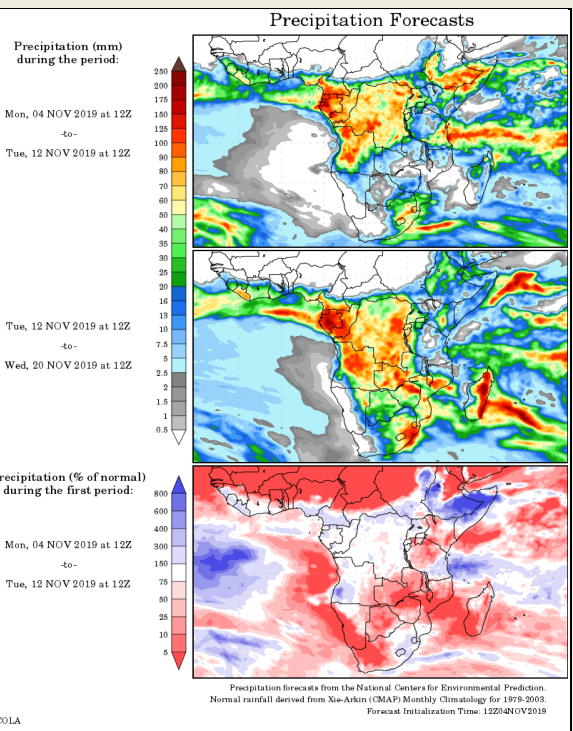 Precipitation Forecasts
Precipitation (mm)
during the period:
Mon, 04 NOV 2019 at 12Z
-to-
Tue, 12 NOV 2019 at 12Z
250
200
175
150
125
100
90
80
70
60
50
40
35
30
25
20
16
13
10
7.5
5
2.5
2
1.5
1
0.5
Tue, 12 NOV 2019 at 12Z
-to-
Wed, 20 NOV 2019 at 12Z
recipitation (% of normal)
during the first period:
Mon, 04 NOV 2019 at 12Z
-to-
Tue, 12 NOV 2019 at 12Z
800
600
400
300
150
75
50
25
10
5
Precipitation forecasts from the National Centers for Environmental Prediction.
Normal rainfall derived from Xie-Arkin (CMAP) Monthly Climatology for 1979-2003.
Forecast Initialization Time: 12Z04NOV2019
COLA